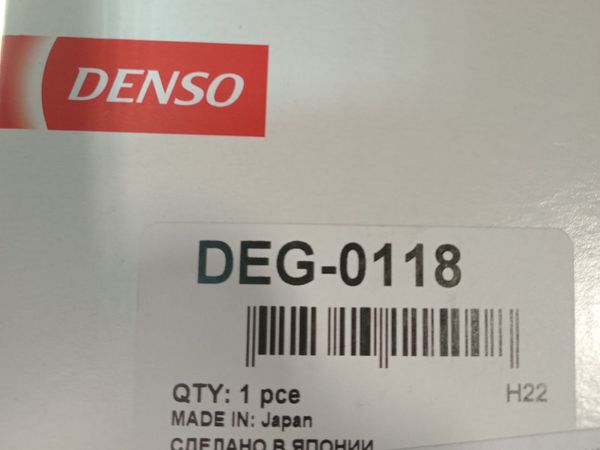 DENSO
DEG-0118
QTY: 1 pce
H22
MADE IN: Japan
СДЕЛАНО В ЯПОНИИ